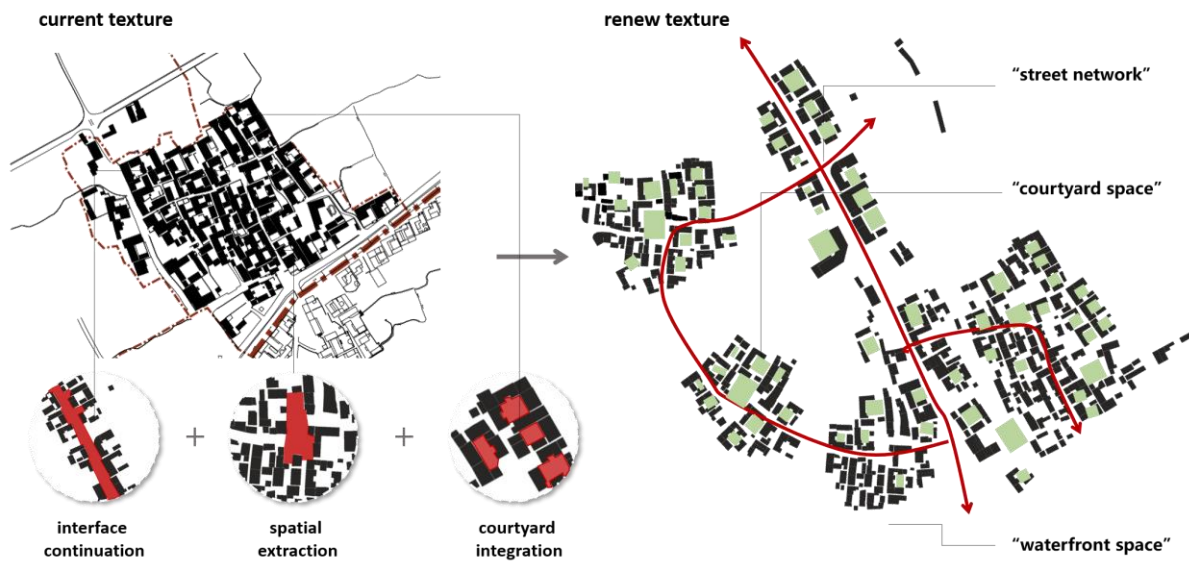 current texture
renew texture
“street network”
“courtyard space”
+
+
interface
continuation
spatial
extraction
courtyard
integration
“waterfront space”